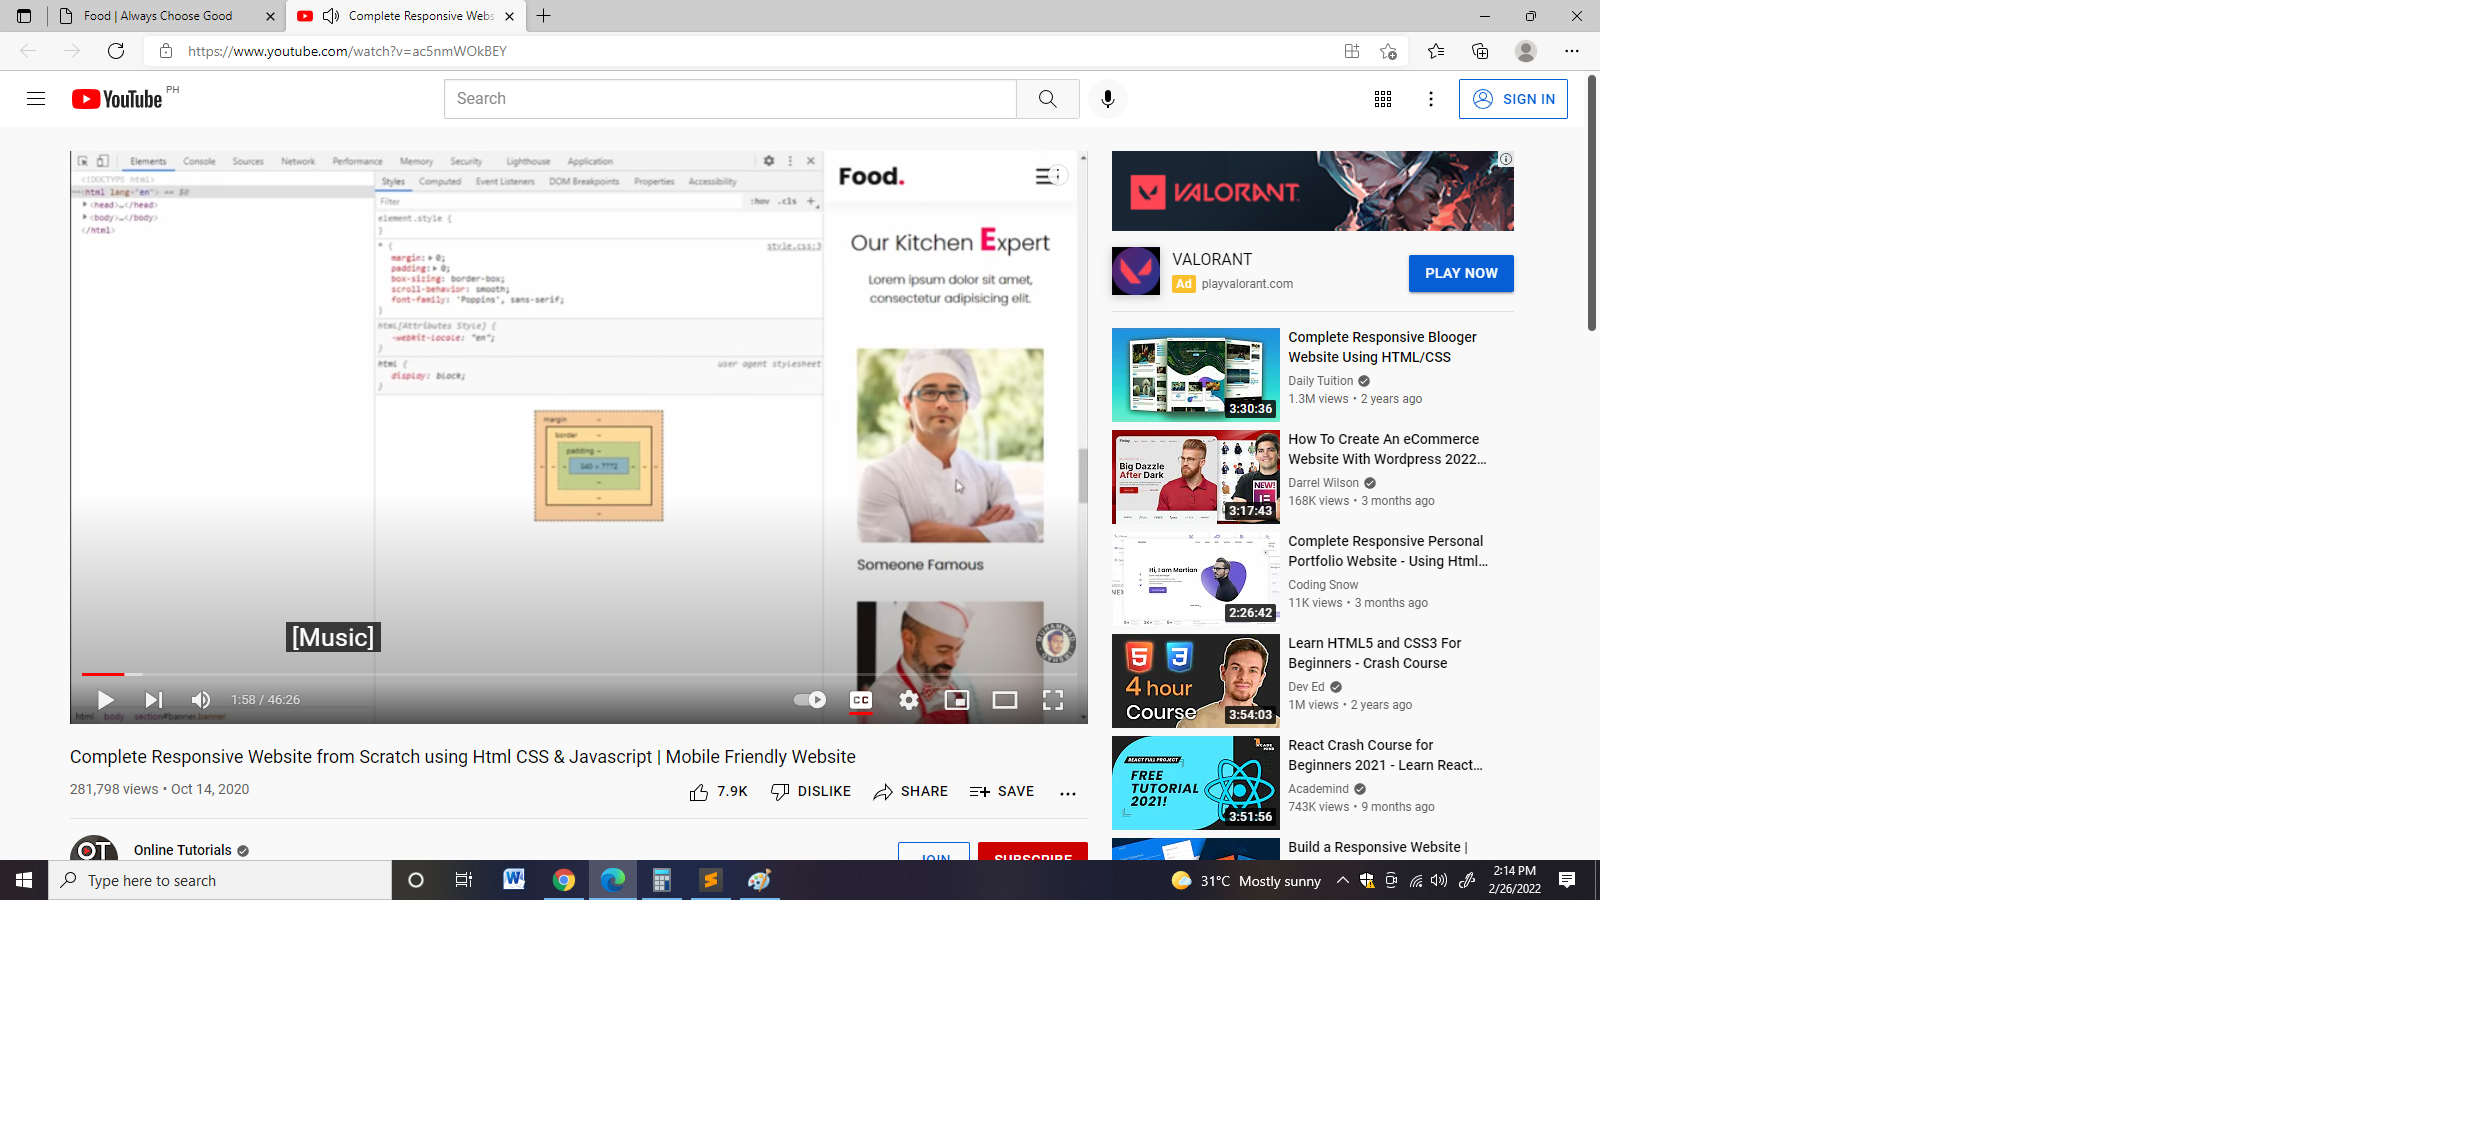 Food | Always Choose Good
Complete Responsive Webs
https://www.youtube.com/watch?v=ac5nmWOkBEY
YouTube PH
Search
SIGN IN
Elements Console Sources Network Performance Memory Security Lighthouse Application
<!DOCTYPE html>
<html lang="en"> == $0
<head>…</head>
<body>…</body>
</html>
Styles Computed Event Listeners DOM Breakpoints Properties Accessibility
Filter :hov .cls +
element.style {
}
* { style.css:3
margin: 0;
padding: 0;
box-sizing: border-box;
scroll-behavior: smooth;
font-family: 'Poppins', sans-serif;
}
html[Attributes Style] {
-webkit-locale: "en";
}
html { user agent stylesheet
display: block;
}
margin
border
padding
340 × 7772
Food.
Our Kitchen Expert
Lorem ipsum dolor sit amet,
consectetur adipisicing elit.
Someone Famous
[Music]
1:58 / 46:26
CC
html body section#banner.banner
Complete Responsive Website from Scratch using Html CSS & Javascript | Mobile Friendly Website
281,798 views • Oct 14, 2020
7.9K DISLIKE SHARE SAVE
OT
Online Tutorials
JOIN SUBSCRIBE
VALORANT
VALORANT
Ad playvalorant.com
PLAY NOW
3:30:36
Complete Responsive Blooger
Website Using HTML/CSS
Daily Tuition
1.3M views • 2 years ago
Big Dazzle
After Dark
NEW!
3:17:43
How To Create An eCommerce
Website With Wordpress 2022...
Darrel Wilson
168K views • 3 months ago
Hi, I am Martian
2:26:42
Complete Responsive Personal
Portfolio Website - Using Html...
Coding Snow
11K views • 3 months ago
5 3
4 hour
Course
3:54:03
Learn HTML5 and CSS3 For
Beginners - Crash Course
Dev Ed
1M views • 2 years ago
REACT FULL PROJECT
FREE
TUTORIAL
2021!
3:51:56
React Crash Course for
Beginners 2021 - Learn React...
Academind
743K views • 9 months ago
Build a Responsive Website |
Type here to search
31°C Mostly sunny
2:14 PM
2/26/2022